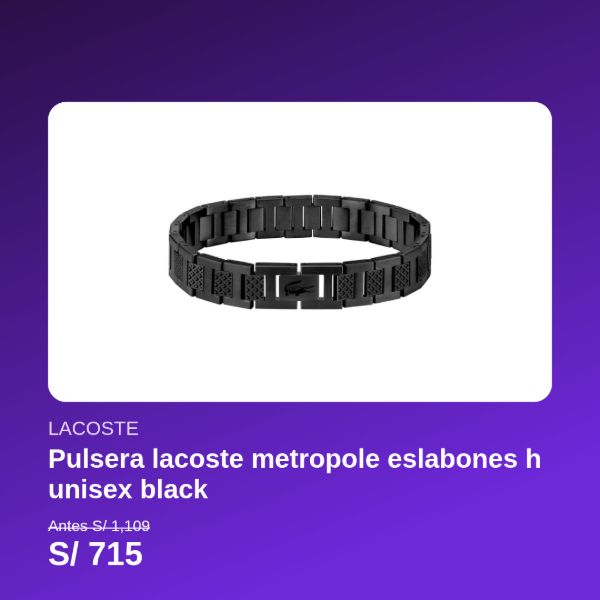 LACOSTE
Pulsera lacoste metropole eslabones h
unisex black
Antes S/ 1,109
S/ 715